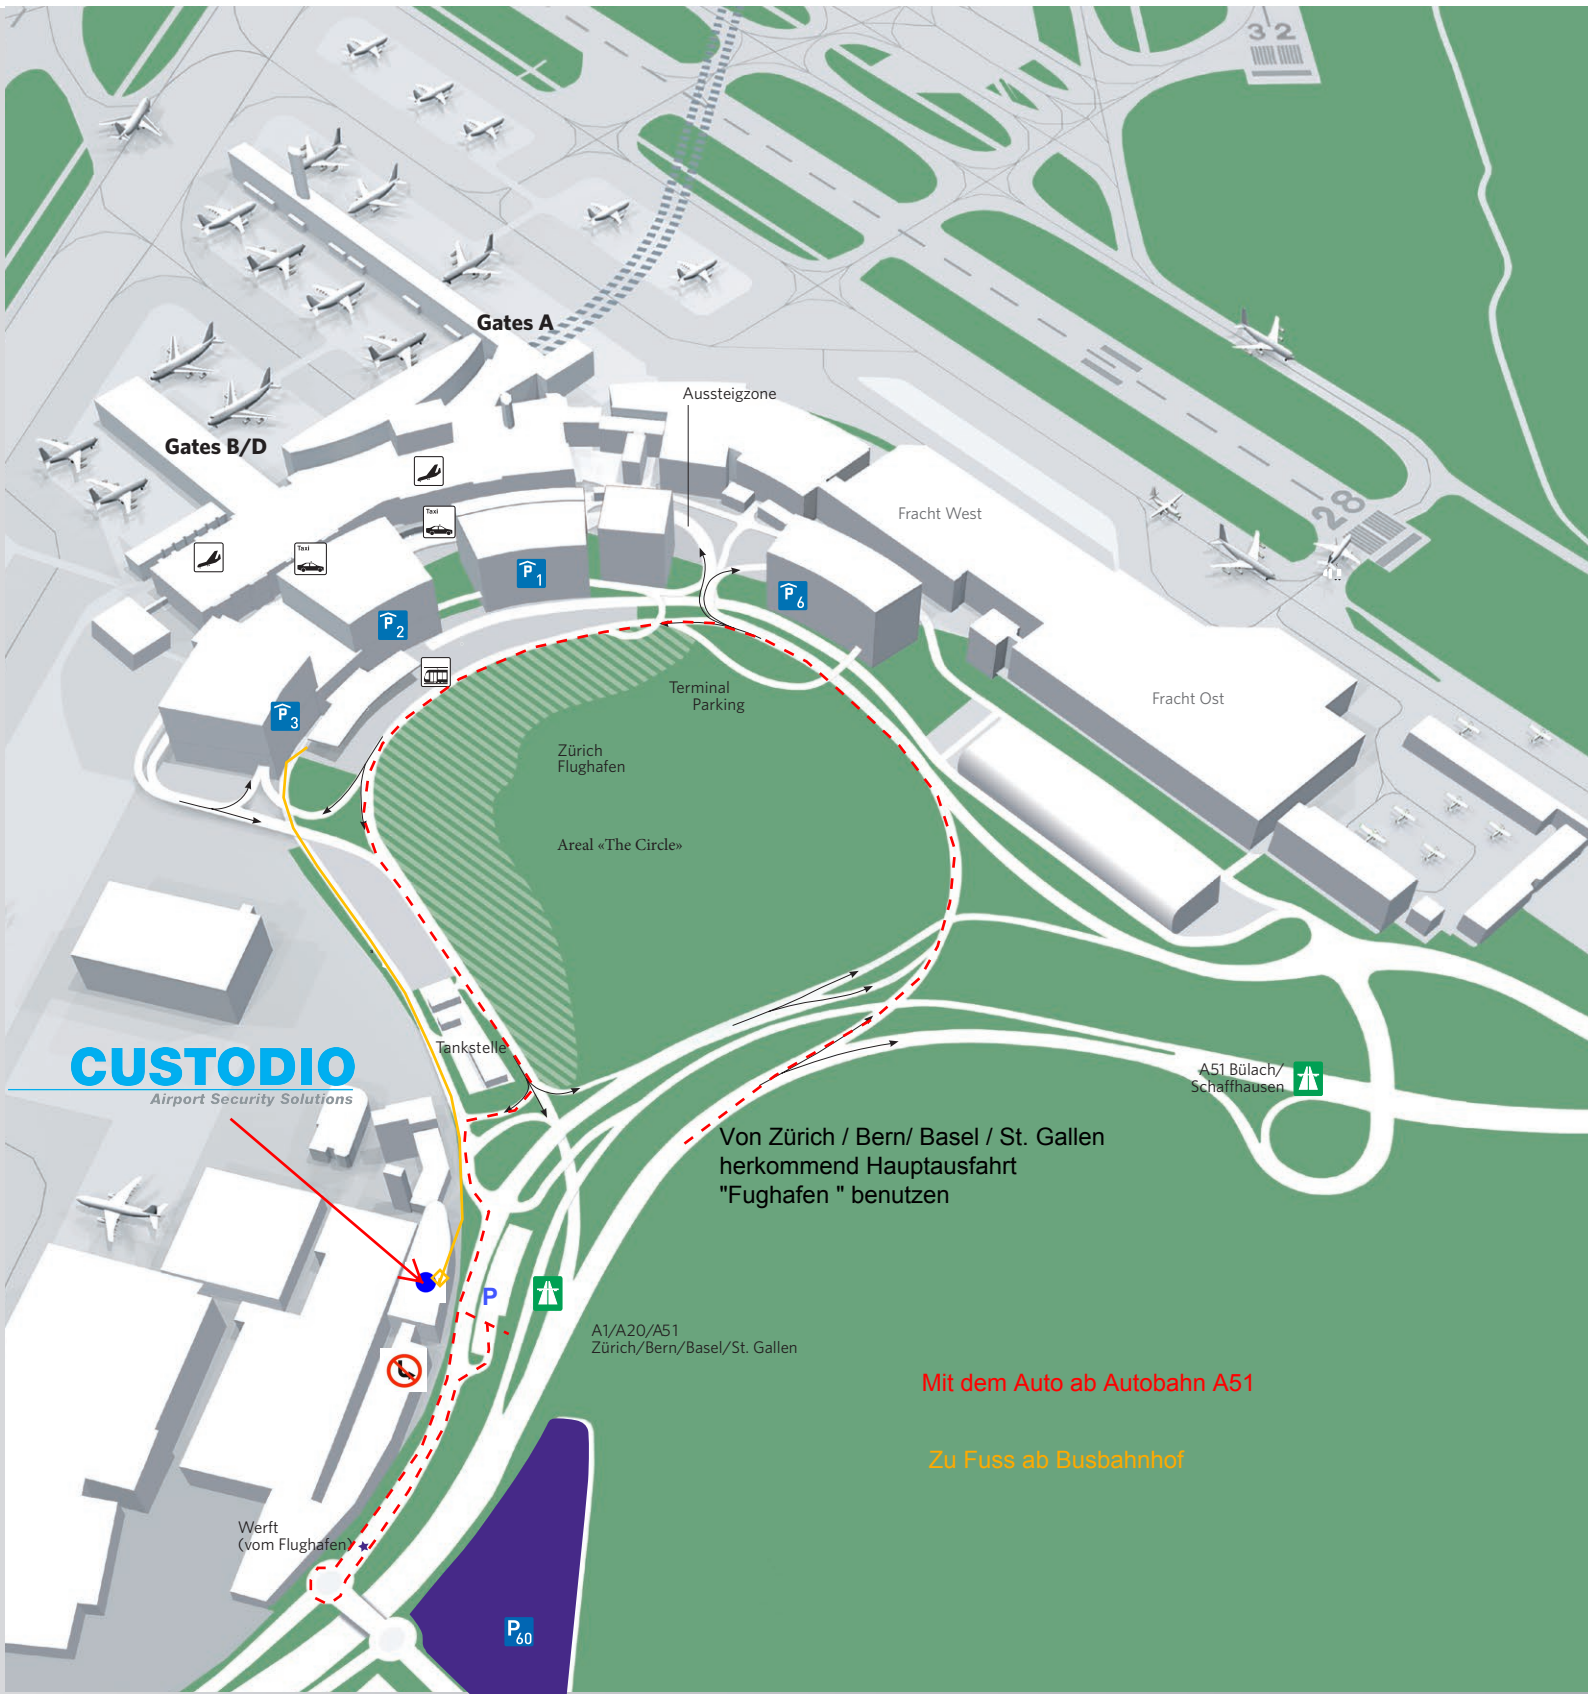 32
Gates A
Aussteigzone
Gates B/D
Taxi
Fracht West
28
Taxi
P1
P6
P2
Terminal
Parking
Fracht Ost
P3
Zürich
Flughafen
Areal «The Circle»
Tankstelle
CUSTODIO
Airport Security Solutions
A51 Bülach/
Schaffhausen
Von Zürich / Bern/ Basel / St. Gallen
herkommend Hauptausfahrt
"Fughafen " benutzen
P
A1/A20/A51
Zürich/Bern/Basel/St. Gallen
Mit dem Auto ab Autobahn A51
Zu Fuss ab Busbahnhof
Werft
(vom Flughafen)
P60